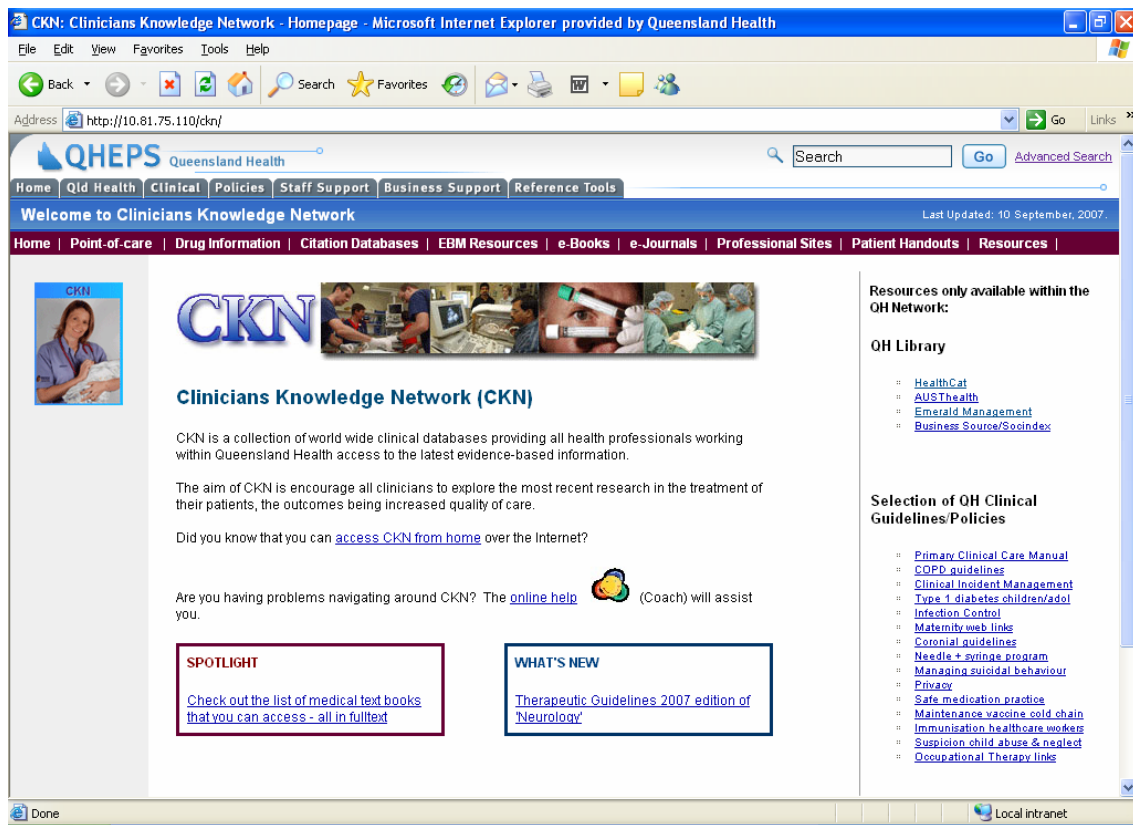 CKN: Clinicians Knowledge Network - Homepage - Microsoft Internet Explorer provided by Queensland Health
File Edit View Favorites Tools Help
Back Search Favorites
Address http://10.81.75.110/ckn/ Go Links »
QHEPS Queensland Health Search Go Advanced Search
Home Qld Health Clinical Policies Staff Support Business Support Reference Tools
Welcome to Clinicians Knowledge Network Last Updated: 10 September, 2007.
Home | Point-of-care | Drug Information | Citation Databases | EBM Resources | e-Books | e-Journals | Professional Sites | Patient Handouts | Resources |
CKN
CKN
Clinicians Knowledge Network (CKN)
CKN is a collection of world wide clinical databases providing all health professionals working
within Queensland Health access to the latest evidence-based information.
The aim of CKN is encourage all clinicians to explore the most recent research in the treatment of
their patients, the outcomes being increased quality of care.
Did you know that you can access CKN from home over the Internet?
Are you having problems navigating around CKN? The online help (Coach) will assist
you.
SPOTLIGHT
Check out the list of medical text books
that you can access - all in fulltext
WHAT'S NEW
Therapeutic Guidelines 2007 edition of
'Neurology'
Resources only available within the
QH Network:
QH Library
HealthCat
AUSThealth
Emerald Management
Business Source/Socindex
Selection of QH Clinical
Guidelines/Policies
Primary Clinical Care Manual
COPD guidelines
Clinical Incident Management
Type 1 diabetes children/adol
Infection Control
Maternity web links
Coronial guidelines
Needle + syringe program
Managing suicidal behaviour
Privacy
Safe medication practice
Maintenance vaccine cold chain
Immunisation healthcare workers
Suspicion child abuse & neglect
Occupational Therapy links
Done Local intranet